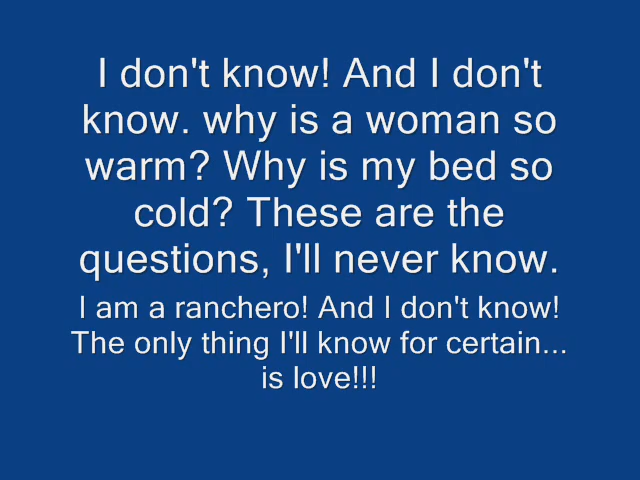 I don't know! And I don't
know. why is a woman so
warm? Why is my bed so
cold? These are the
questions, I'll never know.
I am a ranchero! And I don't know!
The only thing I'll know for certain...
is love!!!